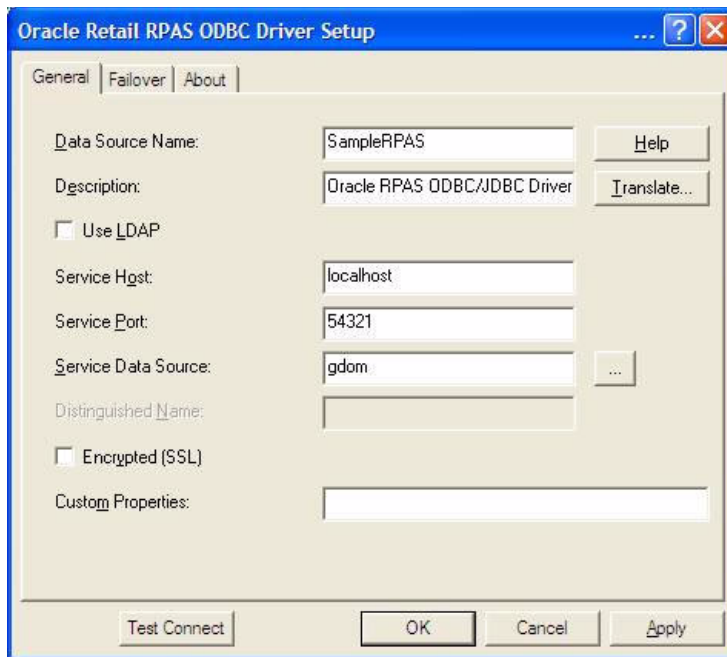 Oracle Retail RPAS ODBC Driver Setup ... ?
General Failover About
Data Source Name: SampleRPAS Help
Description: Oracle RPAS ODBC/JDBC Driver Translate...
Use LDAP
Service Host: localhost
Service Port: 54321
Service Data Source: gdom ...
Distinguished Name:
Encrypted (SSL)
Custom Properties:
Test Connect OK Cancel Apply